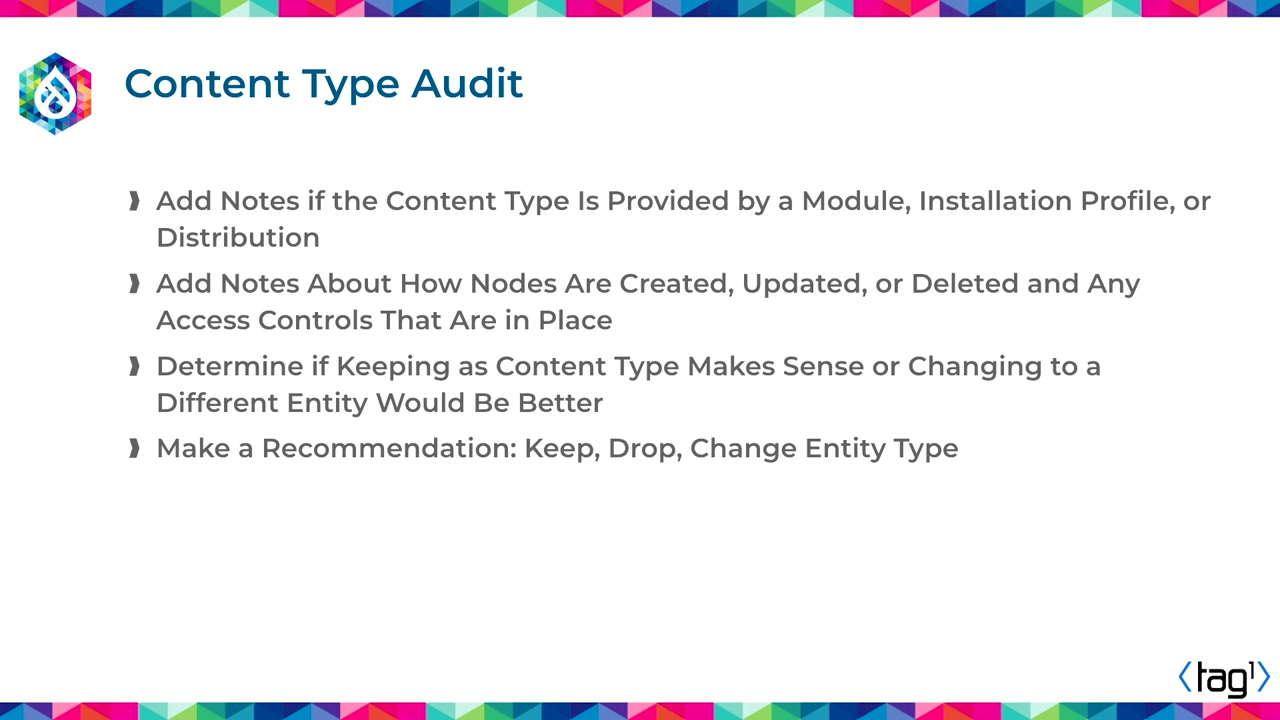 Content Type Audit
Add Notes if the Content Type Is Provided by a Module, Installation Profile, or
Distribution
Add Notes About How Nodes Are Created, Updated, or Deleted and Any
Access Controls That Are in Place
Determine if Keeping as Content Type Makes Sense or Changing to a
Different Entity Would Be Better
Make a Recommendation: Keep, Drop, Change Entity Type
tag1